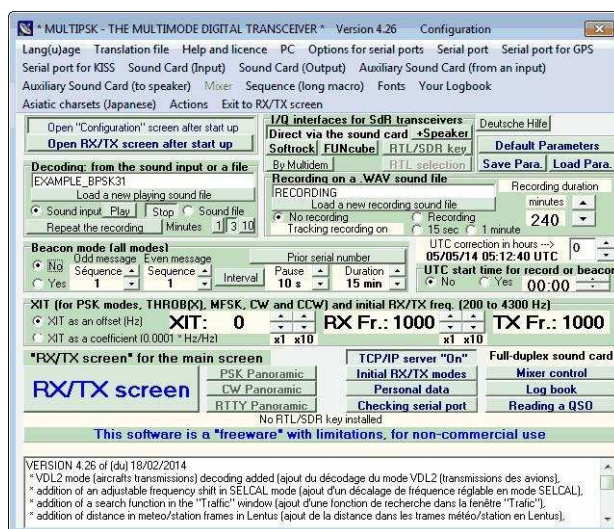 * MULTIPSK - THE MULTIMODE DIGITAL TRANSCEIVER * Version 4.26 Configuration
Lang(u)age Translation file Help and licence PC Options for serial ports Serial port Serial port for GPS
Serial port for KISS Sound Card (Input) Sound Card (Output) Auxiliary Sound Card (from an input)
Auxiliary Sound Card (to speaker) Mixer Sequence (long macro) Fonts Your Logbook
Asiatic charsets (Japanese) Actions Exit to RX/TX screen
Open "Configuration" screen after start up
Open RX/TX screen after start up
I/Q interfaces for SdR transceivers
Direct via the sound card +Speaker
Softrock FUNcube RTL/SDR key
By Multidem RTL selection
Deutsche Hilfe
Default Parameters
Save Para. Load Para.
Decoding: from the sound input or a file
EXAMPLE_BPSK31
Load a new playing sound file
Sound input Play Stop Sound file
Repeat the recording Minutes 1 3 10
Recording on a .WAV sound file
RECORDING
Load a new recording sound file
No recording Recording
Tracking recording on 15 sec 1 minute
Recording duration
minutes
240
Beacon mode (all modes)
No Odd message Even message
Yes Séquence Sequence
1 1
Interval
Prior serial number
Pause Duration
10 s 15 min
UTC correction in hours --->
0
05/05/14 05:12:40 UTC
UTC start time for record or beacon
No Yes 00:00
XIT (for PSK modes, THROB(X), MFSK, CW and CCW) and initial RX/TX freq. (200 to 4300 Hz)
XIT as an offset (Hz) XIT: 0 RX Fr.: 1000 TX Fr.: 1000
XIT as a coefficient (0.0001 * Hz/Hz) x1 x10 x1 x10
"RX/TX screen" for the main screen
RX/TX screen
PSK Panoramic
CW Panoramic
RTTY Panoramic
TCP/IP server "On"
Initial RX/TX modes
Personal data
Checking serial port
Full-duplex sound card
Mixer control
Log book
Reading a QSO
No RTL/SDR key installed
This software is a "freeware" with limitations, for non-commercial use
VERSION 4.26 of (du) 18/02/2014
* VDL2 mode (aircrafts transmissions) decoding added (ajout du décodage du mode VDL2 (transmissions des avions),
* addition of an adjustable frequency shift in SELCAL mode (ajout d'un décalage de fréquence réglable en mode SELCAL),
* addition of a search function in the "Traffic" window (ajout d'une fonction de recherche dans la fenêtre "Trafic"),
* addition of distance in meteo/station frames in Lentus (ajout de la distance dans les trames météo/station en Lentus),